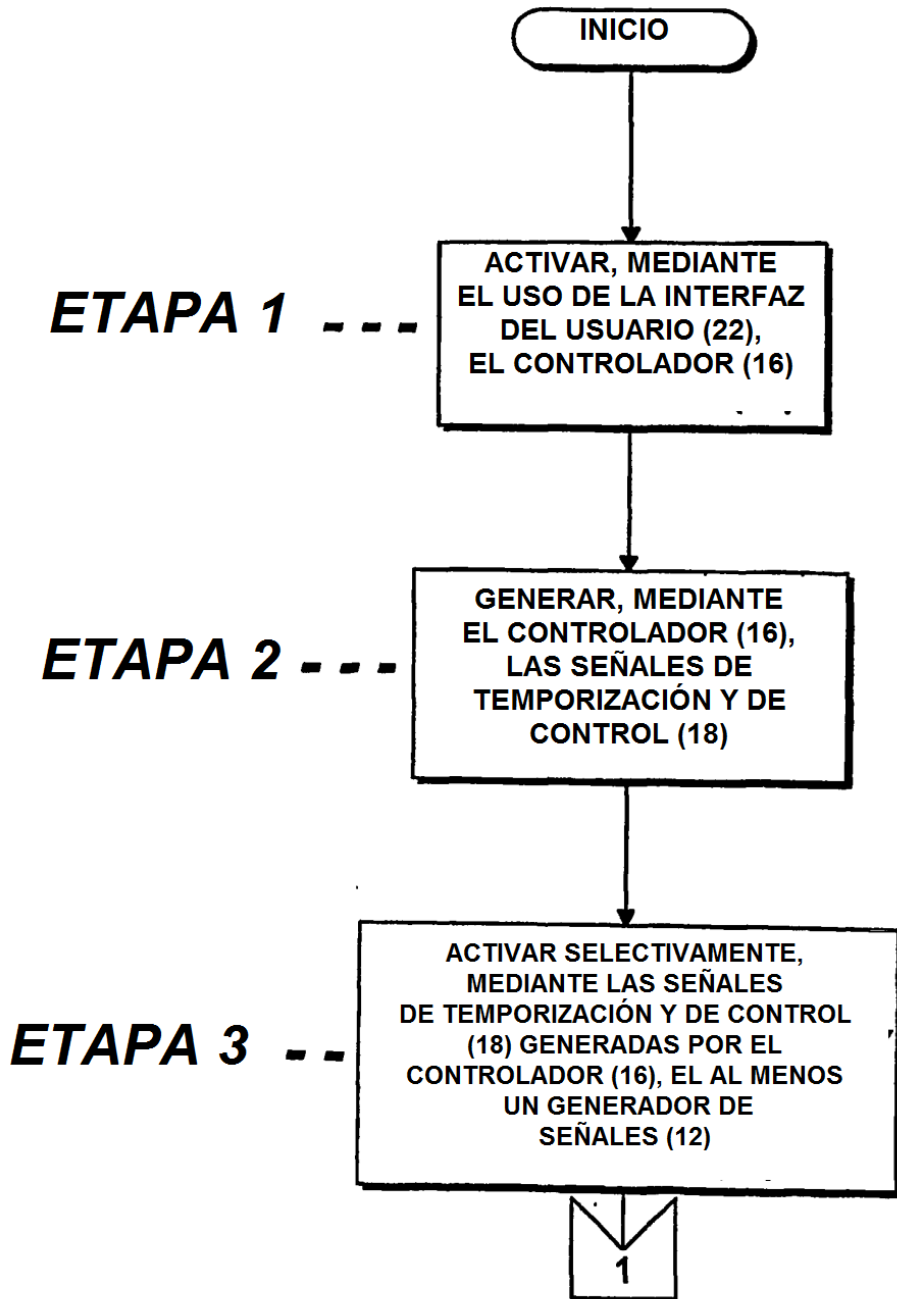 INICIO
ETAPA 1
ACTIVAR, MEDIANTE
EL USO DE LA INTERFAZ
DEL USUARIO (22),
EL CONTROLADOR (16)
ETAPA 2
GENERAR, MEDIANTE
EL CONTROLADOR (16),
LAS SEÑALES DE
TEMPORIZACIÓN Y DE
CONTROL (18)
ETAPA 3
ACTIVAR SELECTIVAMENTE,
MEDIANTE LAS SEÑALES
DE TEMPORIZACIÓN Y DE CONTROL
(18) GENERADAS POR EL
CONTROLADOR (16), EL AL MENOS
UN GENERADOR DE
SEÑALES (12)
1